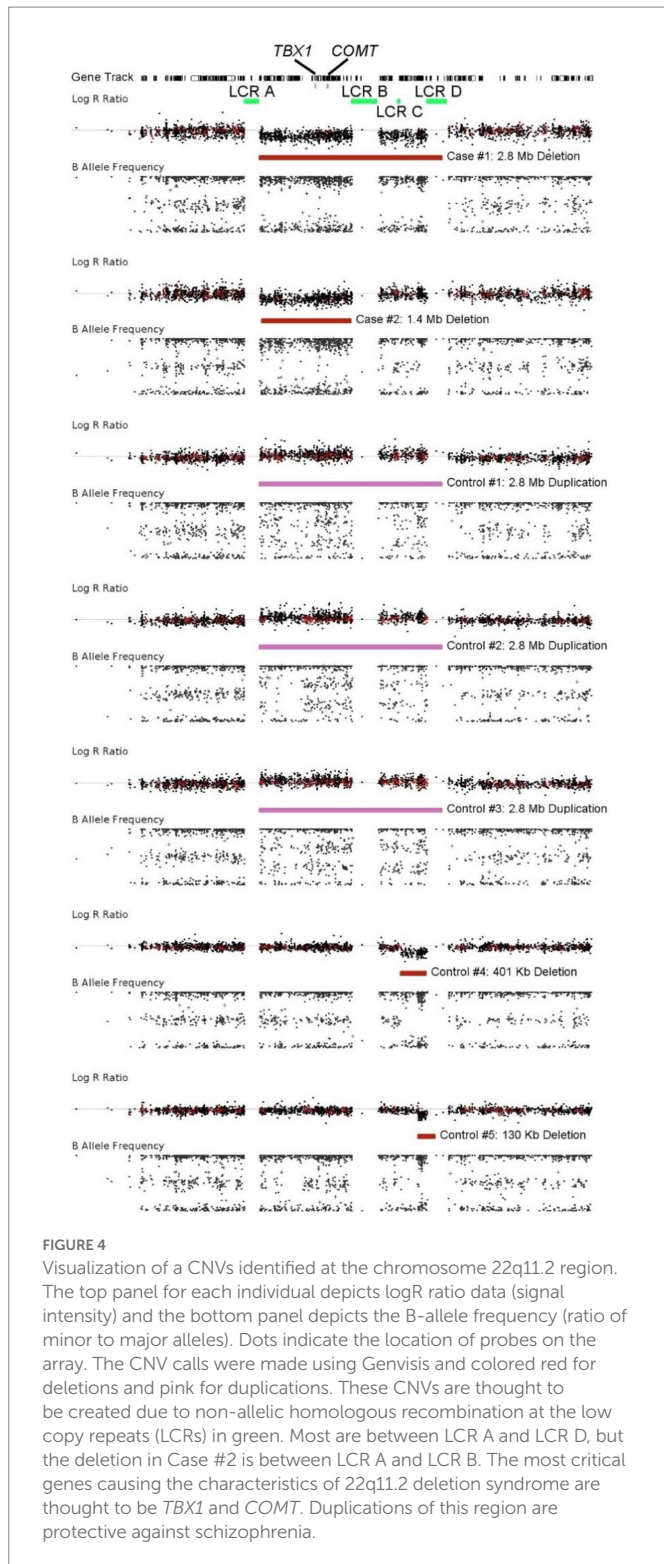 TBX1 COMT
Gene Track
LCR A LCR B LCR D
Log R Ratio
LCR C
Case #1: 2.8 Mb Deletion
B Allele Frequency
Log R Ratio
Case #2: 1.4 Mb Deletion
B Allele Frequency
Log R Ratio
Control #1: 2.8 Mb Duplication
B Allele Frequency
Log R Ratio
Control #2: 2.8 Mb Duplication
B Allele Frequency
Log R Ratio
Control #3: 2.8 Mb Duplication
B Allele Frequency
Log R Ratio
Control #4: 401 Kb Deletion
B Allele Frequency
Log R Ratio
Control #5: 130 Kb Deletion
B Allele Frequency
FIGURE 4
Visualization of a CNVs identified at the chromosome 22q11.2 region.
The top panel for each individual depicts logR ratio data (signal
intensity) and the bottom panel depicts the B-allele frequency (ratio of
minor to major alleles). Dots indicate the location of probes on the
array. The CNV calls were made using Genvisis and colored red for
deletions and pink for duplications. These CNVs are thought to
be created due to non-allelic homologous recombination at the low
copy repeats (LCRs) in green. Most are between LCR A and LCR D, but
the deletion in Case #2 is between LCR A and LCR B. The most critical
genes causing the characteristics of 22q11.2 deletion syndrome are
thought to be TBX1 and COMT. Duplications of this region are
protective against schizophrenia.